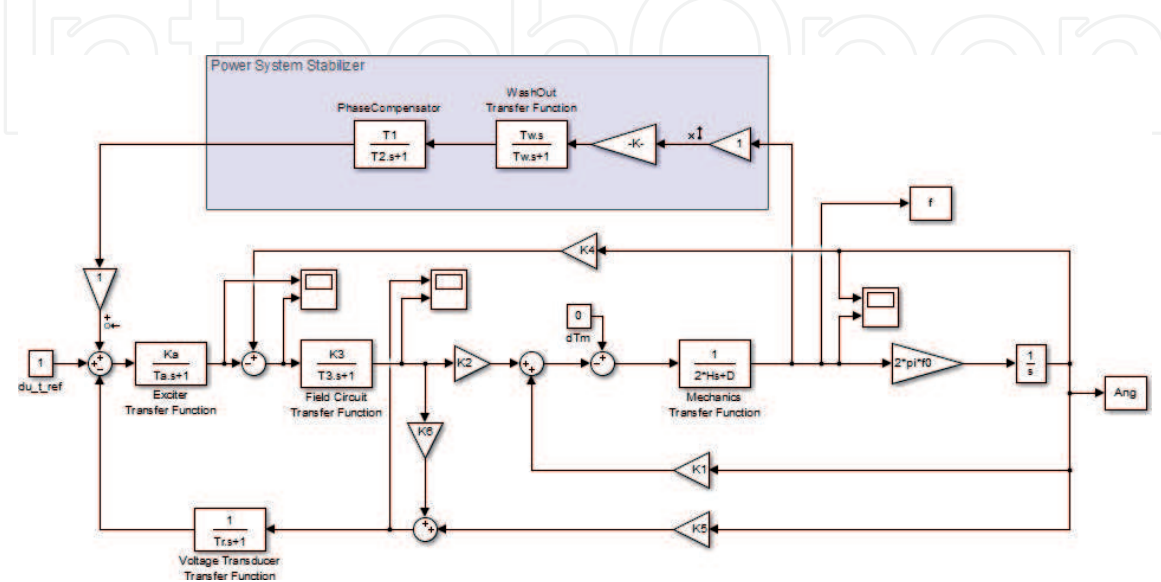 IntechOpen
Power System Stabilizer
WashOut
Transfer Function
PhaseCompensator
T1
T2.s+1
Tw.s
Tw.s+1
-K-
1
f
K4
1
0
dTm
1
du_t_ref
Ka
Ta.s+1
Exciter
Transfer Function
K3
T3.s+1
Field Circuit
Transfer Function
K2
1
2*Hs+D
Mechanics
Transfer Function
2*pi*f0
1
s
Ang
K6
K1
K5
1
Tr.s+1
Voltage Transducer
Transfer Function